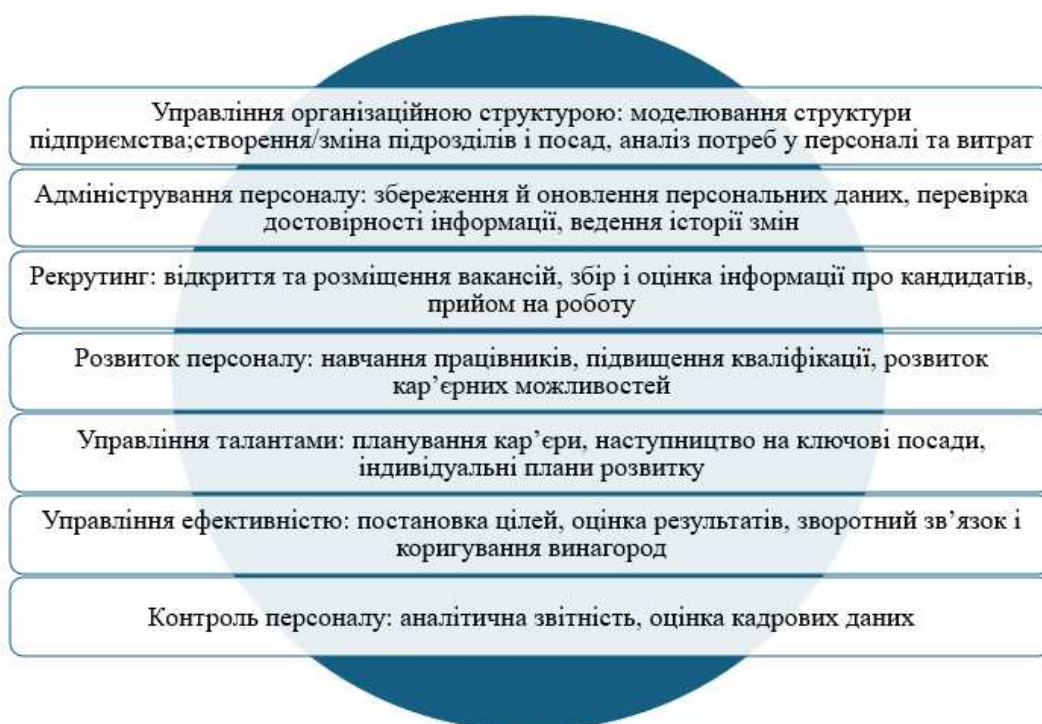 Управління організаційною структурою: моделювання структури
підприємства;створення/зміна підрозділів і посад, аналіз потреб у персоналі та витрат
Адміністрування персоналу: збереження й оновлення персональних даних, перевірка
достовірності інформації, ведення історії змін
Рекрутинг: відкриття та розміщення вакансій, збір і оцінка інформації про кандидатів,
прийом на роботу
Розвиток персоналу: навчання працівників, підвищення кваліфікації, розвиток
кар’єрних можливостей
Управління талантами: планування кар’єри, наступництво на ключові посади,
індивідуальні плани розвитку
Управління ефективністю: постановка цілей, оцінка результатів, зворотний зв’язок і
коригування винагород
Контроль персоналу: аналітична звітність, оцінка кадрових даних